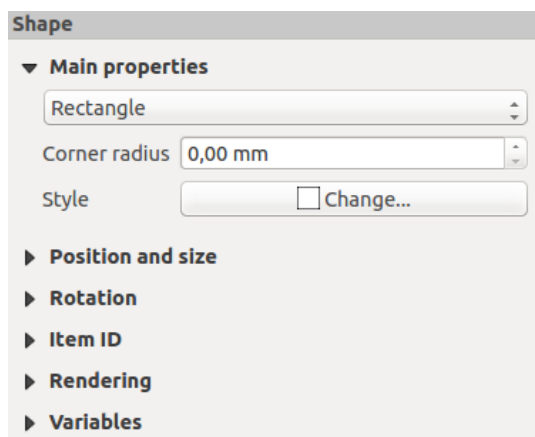 Shape
Main properties
Rectangle
Corner radius 0,00 mm
Style Change...
Position and size
Rotation
Item ID
Rendering
Variables